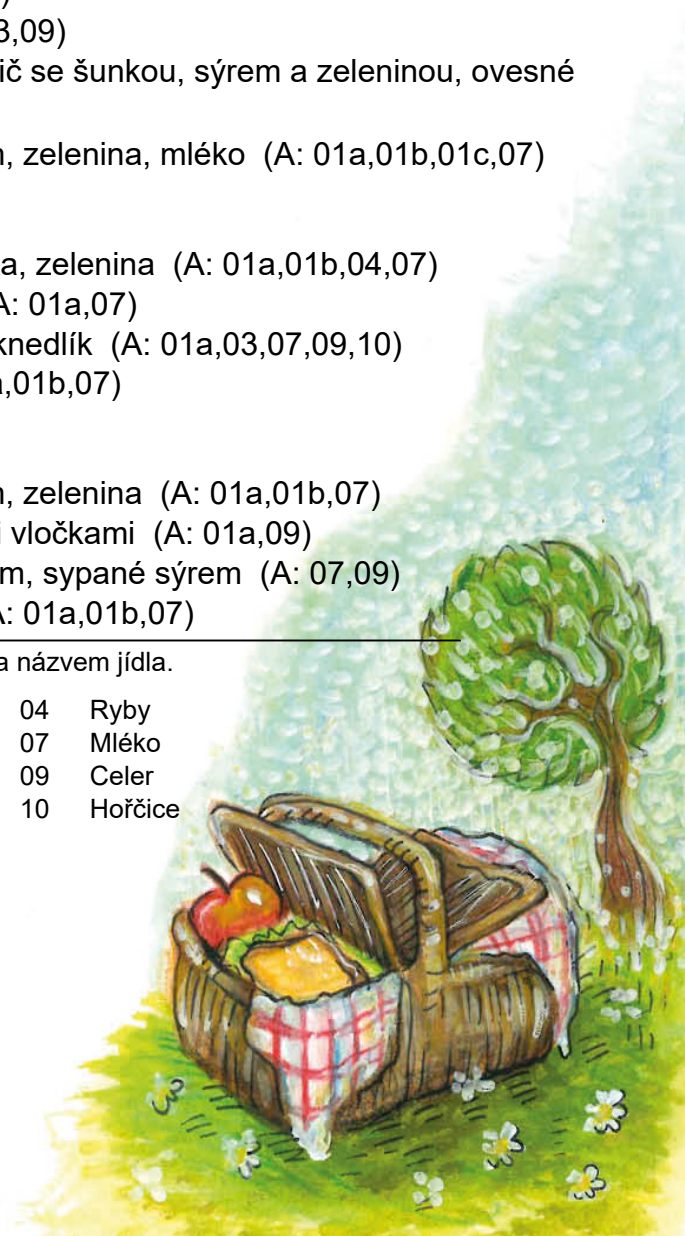 3,09)
ič se šunkou, sýrem a zeleninou, ovesné
, zelenina, mléko (A: 01a,01b,01c,07)
a, zelenina (A: 01a,01b,04,07)
A: 01a,07)
knedlík (A: 01a,03,07,09,10)
,01b,07)
, zelenina (A: 01a,01b,07)
i vločkami (A: 01a,09)
m, sypané sýrem (A: 07,09)
A: 01a,01b,07)
a názvem jídla.
04 Ryby
07 Mléko
09 Celer
10 Hořčice